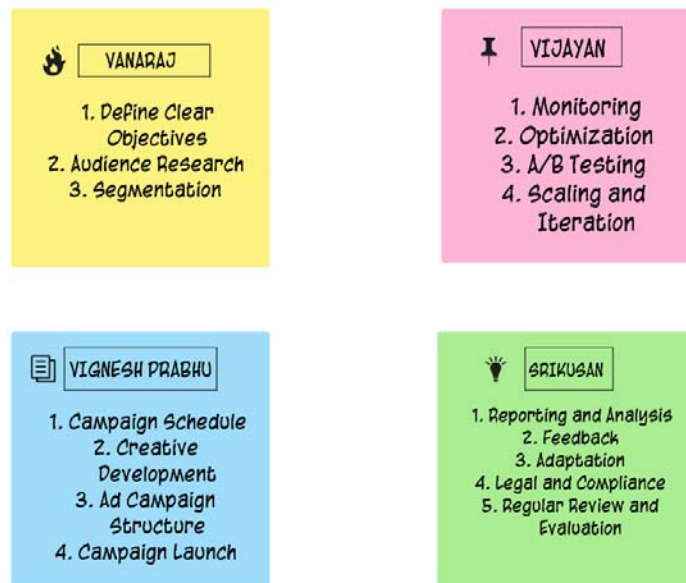 VANARAJ
1. Define Clear
Objectives
2. Audience Research
3. Segmentation
VIJAYAN
1. Monitoring
2. Optimization
3. A/B Testing
4. Scaling and
Iteration
VIGNESH PRABHU
1. Campaign Schedule
2. Creative
Development
3. Ad Campaign
Structure
4. Campaign Launch
SRIKUSAN
1. Reporting and Analysis
2. Feedback
3. Adaptation
4. Legal and Compliance
5. Regular Review and
Evaluation